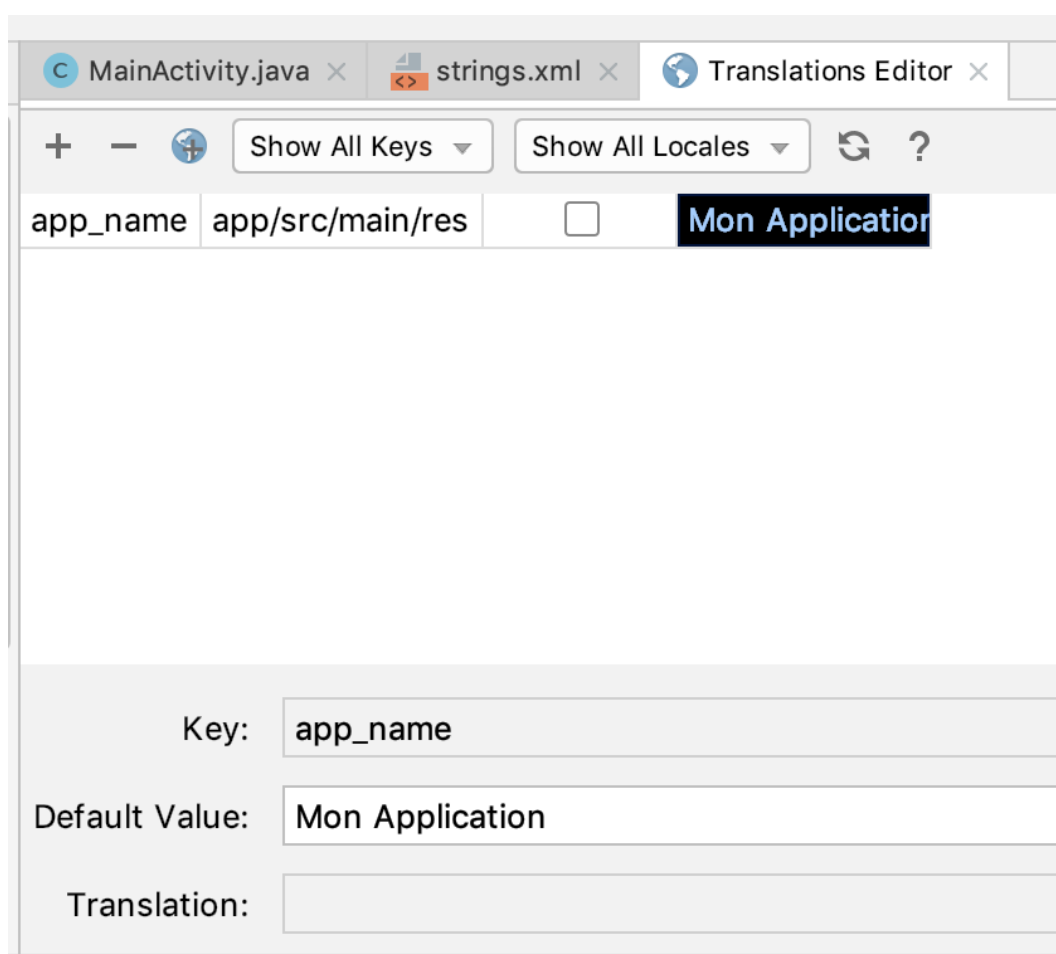 C MainActivity.java strings.xml Translations Editor
Show All Keys Show All Locales ?
app_name app/src/main/res Mon Application
Key: app_name
Default Value: Mon Application
Translation: